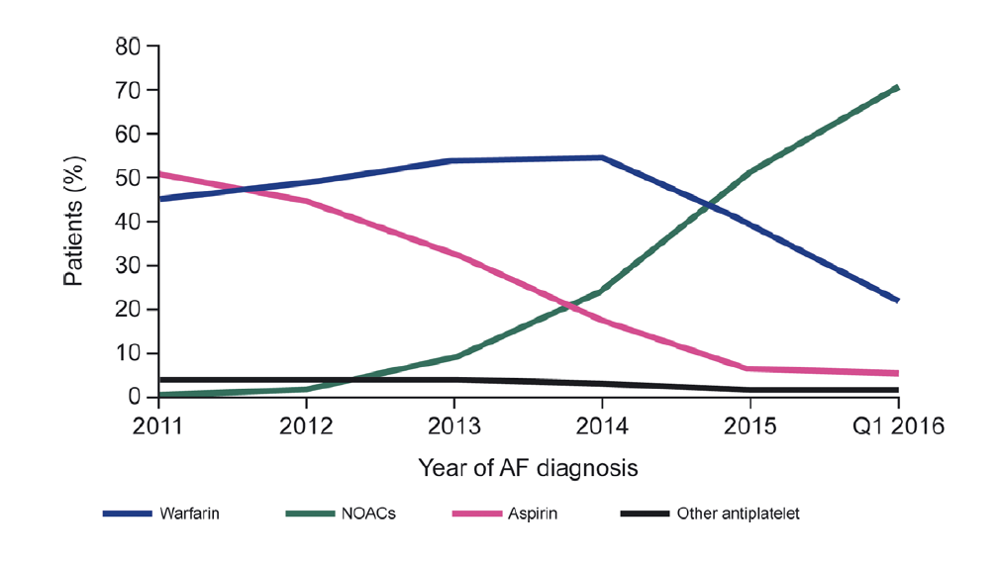 80
70
60
50
40
30
20
10
0
Patients (%)
2011 2012 2013 2014 2015 Q1 2016
Year of AF diagnosis
Warfarin NOACs Aspirin Other antiplatelet